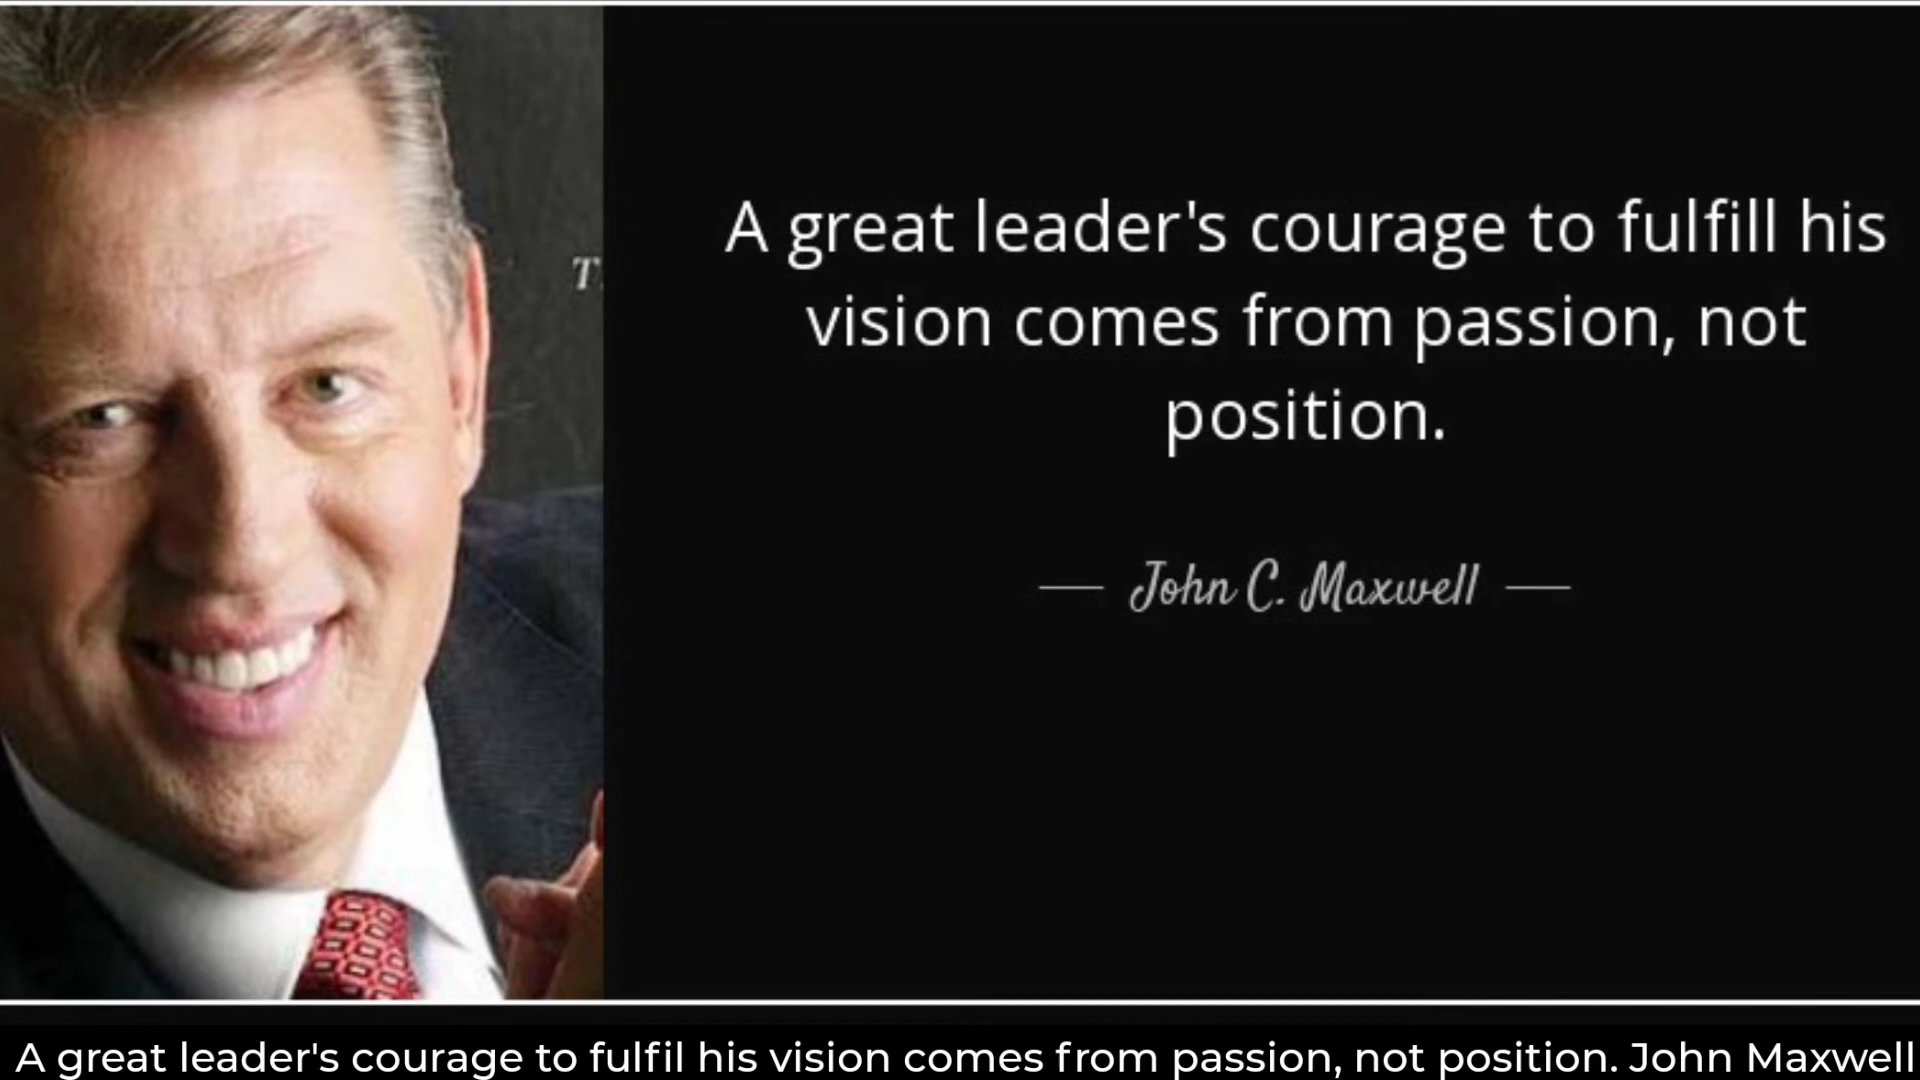 T
A great leader's courage to fulfill his
vision comes from passion, not
position.
— John C. Maxwell —
A great leader's courage to fulfil his vision comes from passion, not position. John Maxwell